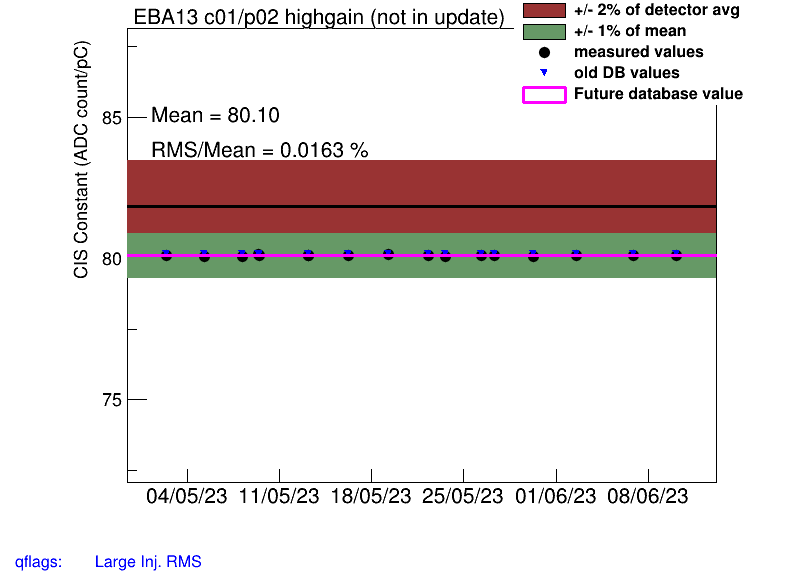 EBA13 c01/p02 highgain (not in update)
+/- 2% of detector avg
+/- 1% of mean
measured values
old DB values
Future database value
CIS Constant (ADC count/pC)
85
80
75
Mean = 80.10
RMS/Mean = 0.0163 %
04/05/23 11/05/23 18/05/23 25/05/23 01/06/23 08/06/23
qflags: Large Inj. RMS